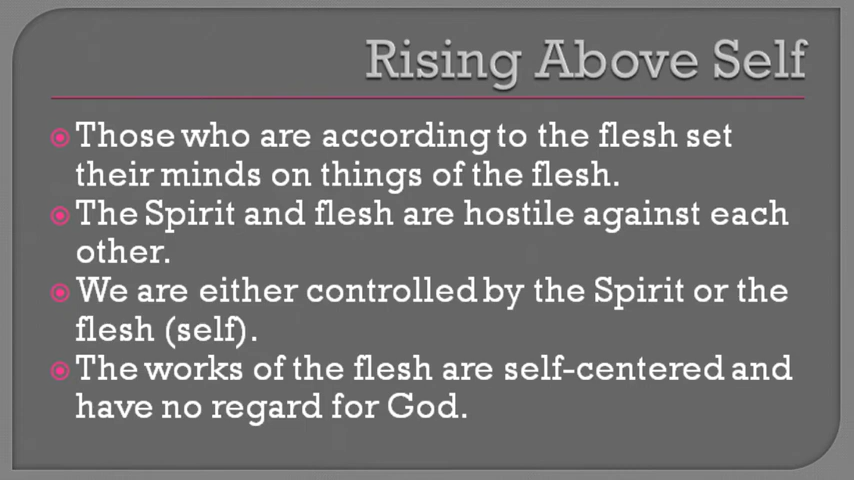 Rising Above Self
Those who are according to the flesh set
their minds on things of the flesh.
The Spirit and flesh are hostile against each
other.
We are either controlled by the Spirit or the
flesh (self).
The works of the flesh are self-centered and
have no regard for God.